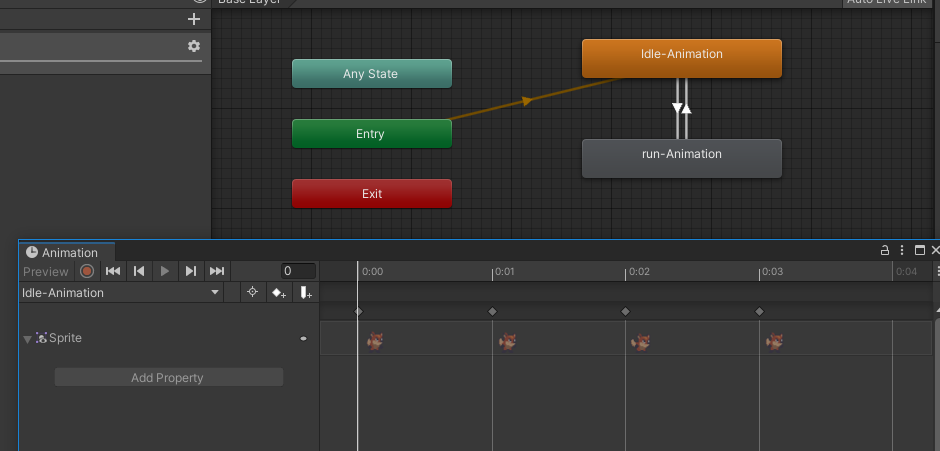 Base Layer
Auto Live Link
Idle-Animation
Any State
Entry
run-Animation
Exit
Animation
Preview
0
0:00
0:01
0:02
0:03
0:04
Idle-Animation
Sprite
Add Property